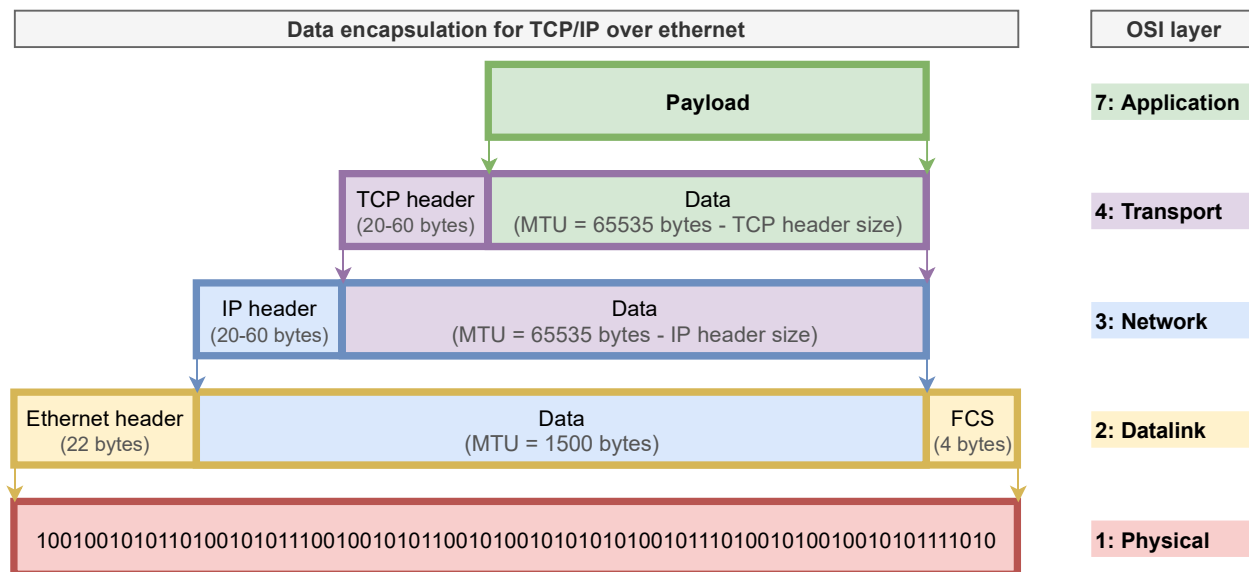 Data encapsulation for TCP/IP over ethernet
OSI layer
Payload
7: Application
TCP header
(20-60 bytes)
Data
(MTU = 65535 bytes - TCP header size)
4: Transport
IP header
(20-60 bytes)
Data
(MTU = 65535 bytes - IP header size)
3: Network
Ethernet header
(22 bytes)
Data
(MTU = 1500 bytes)
FCS
(4 bytes)
2: Datalink
1: Physical